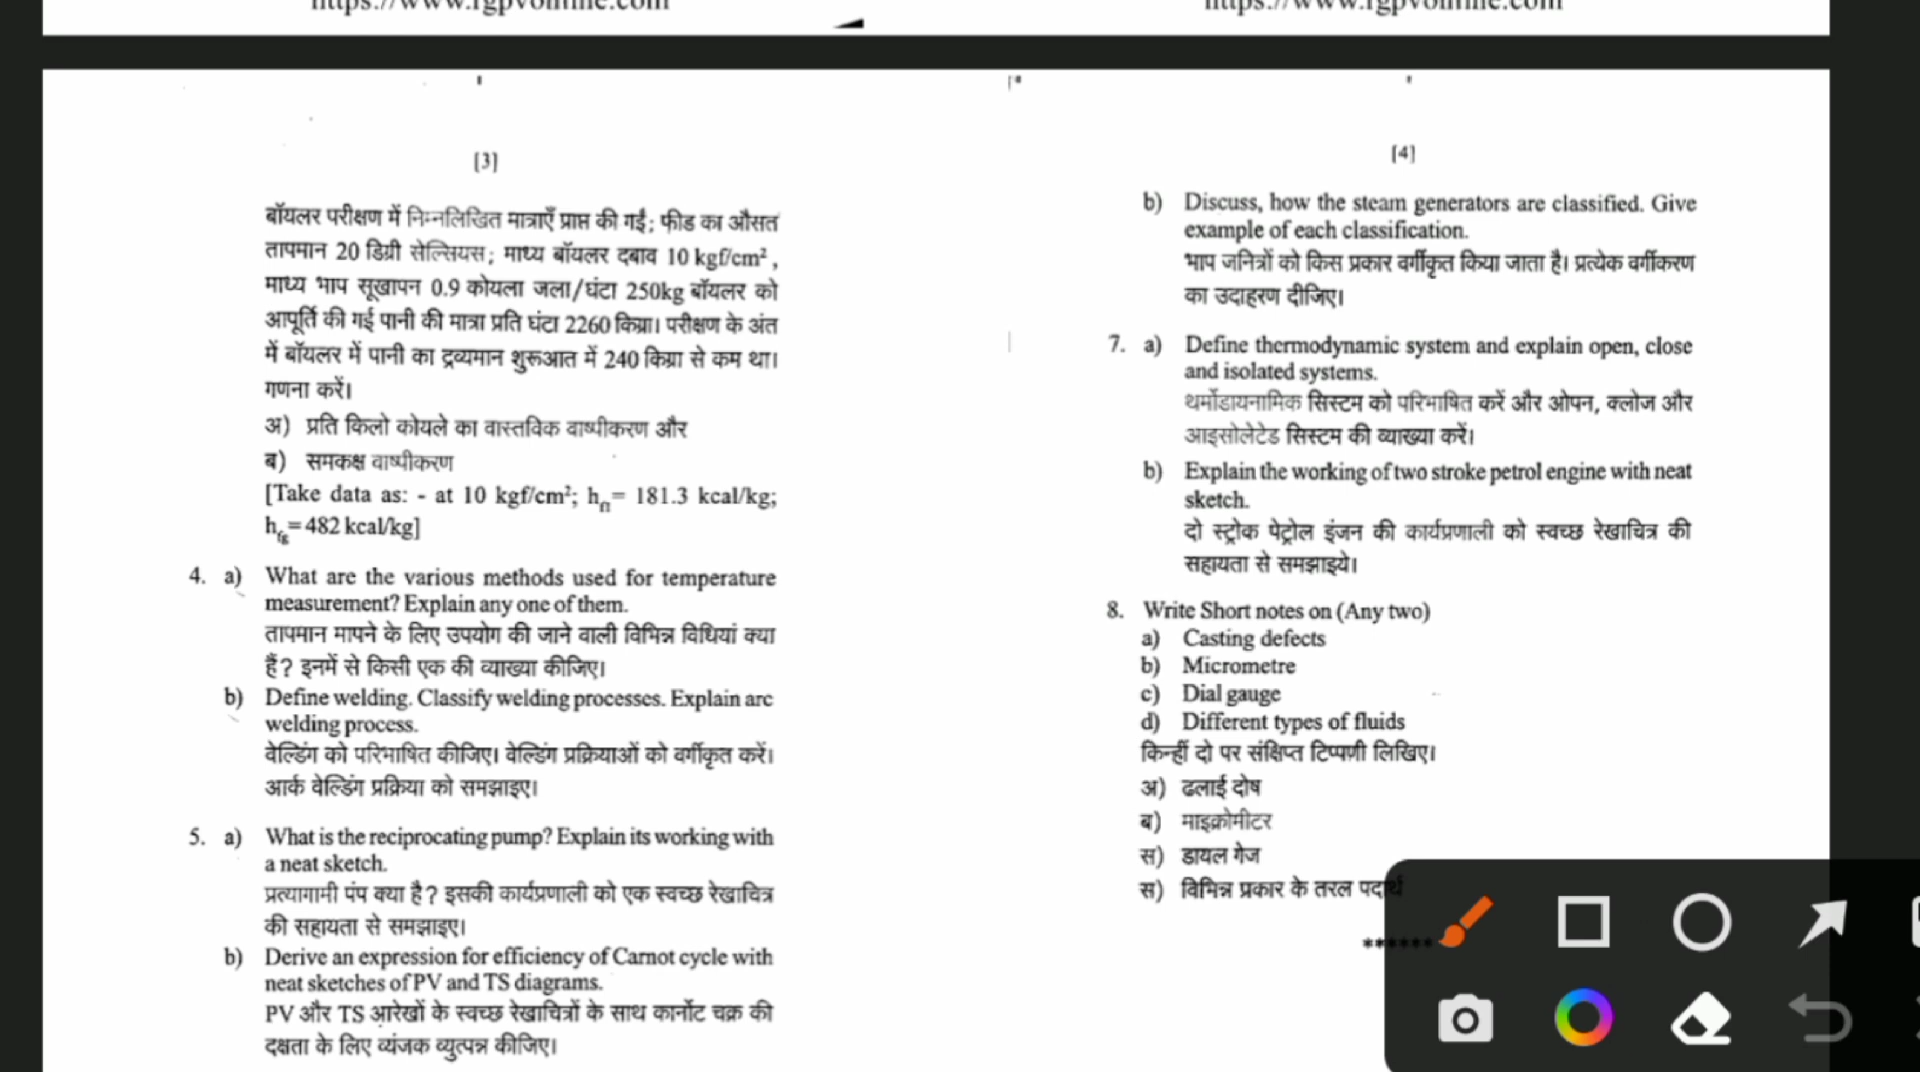 https://www.rgpvonline.com
https://www.rgpvonline.com
[3]
बॉयलर परीक्षण में निम्नलिखित मात्राएँ प्राप्त की गई; फीड का औसत
तापमान 20 डिग्री सेल्सियस; माध्य बॉयलर दबाव 10 kgf/cm²,
माध्य भाप सूखापन 0.9 कोयला जला/घंटा 250kg बॉयलर को
आपूर्ति की गई पानी की मात्रा प्रति घंटा 2260 किग्रा। परीक्षण के अंत
में बॉयलर में पानी का द्रव्यमान शुरूआत में 240 किग्रा से कम था।
गणना करें।
अ) प्रति किलो कोयले का वास्तविक वाष्पीकरण और
ब) समकक्ष वाष्पीकरण
[Take data as: - at 10 kgf/cm²; hfl= 181.3 kcal/kg;
hfg=482 kcal/kg]
4. a) What are the various methods used for temperature
measurement? Explain any one of them.
तापमान मापने के लिए उपयोग की जाने वाली विभिन्न विधियां क्या
हैं? इनमें से किसी एक की व्याख्या कीजिए।
b) Define welding. Classify welding processes. Explain arc
welding process.
वेल्डिंग को परिभाषित कीजिए। वेल्डिंग प्रक्रियाओं को वर्गीकृत करें।
आर्क वेल्डिंग प्रक्रिया को समझाइए।
5. a) What is the reciprocating pump? Explain its working with
a neat sketch.
प्रत्यागामी पंप क्या है? इसकी कार्यप्रणाली को एक स्वच्छ रेखाचित्र
की सहायता से समझाइए।
b) Derive an expression for efficiency of Carnot cycle with
neat sketches of PV and TS diagrams.
PV और TS आरेखों के स्वच्छ रेखाचित्रों के साथ कार्नोट चक्र की
दक्षता के लिए व्यंजक व्युत्पन्न कीजिए।
[4]
b) Discuss, how the steam generators are classified. Give
example of each classification.
भाप जनित्रों को किस प्रकार वर्गीकृत किया जाता है। प्रत्येक वर्गीकरण
का उदाहरण दीजिए।
7. a) Define thermodynamic system and explain open, close
and isolated systems.
थर्मोडायनामिक सिस्टम को परिभाषित करें और ओपन, क्लोज और
आइसोलेटेड सिस्टम की व्याख्या करें।
b) Explain the working of two stroke petrol engine with neat
sketch.
दो स्ट्रोक पेट्रोल इंजन की कार्यप्रणाली को स्वच्छ रेखाचित्र की
सहायता से समझाइये।
8. Write Short notes on (Any two)
a) Casting defects
b) Micrometre
c) Dial gauge
d) Different types of fluids
किन्हीं दो पर संक्षिप्त टिप्पणी लिखिए।
अ) ढलाई दोष
ब) माइक्रोमीटर
स) डायल गेज
स) विभिन्न प्रकार के तरल पदार्थ
******